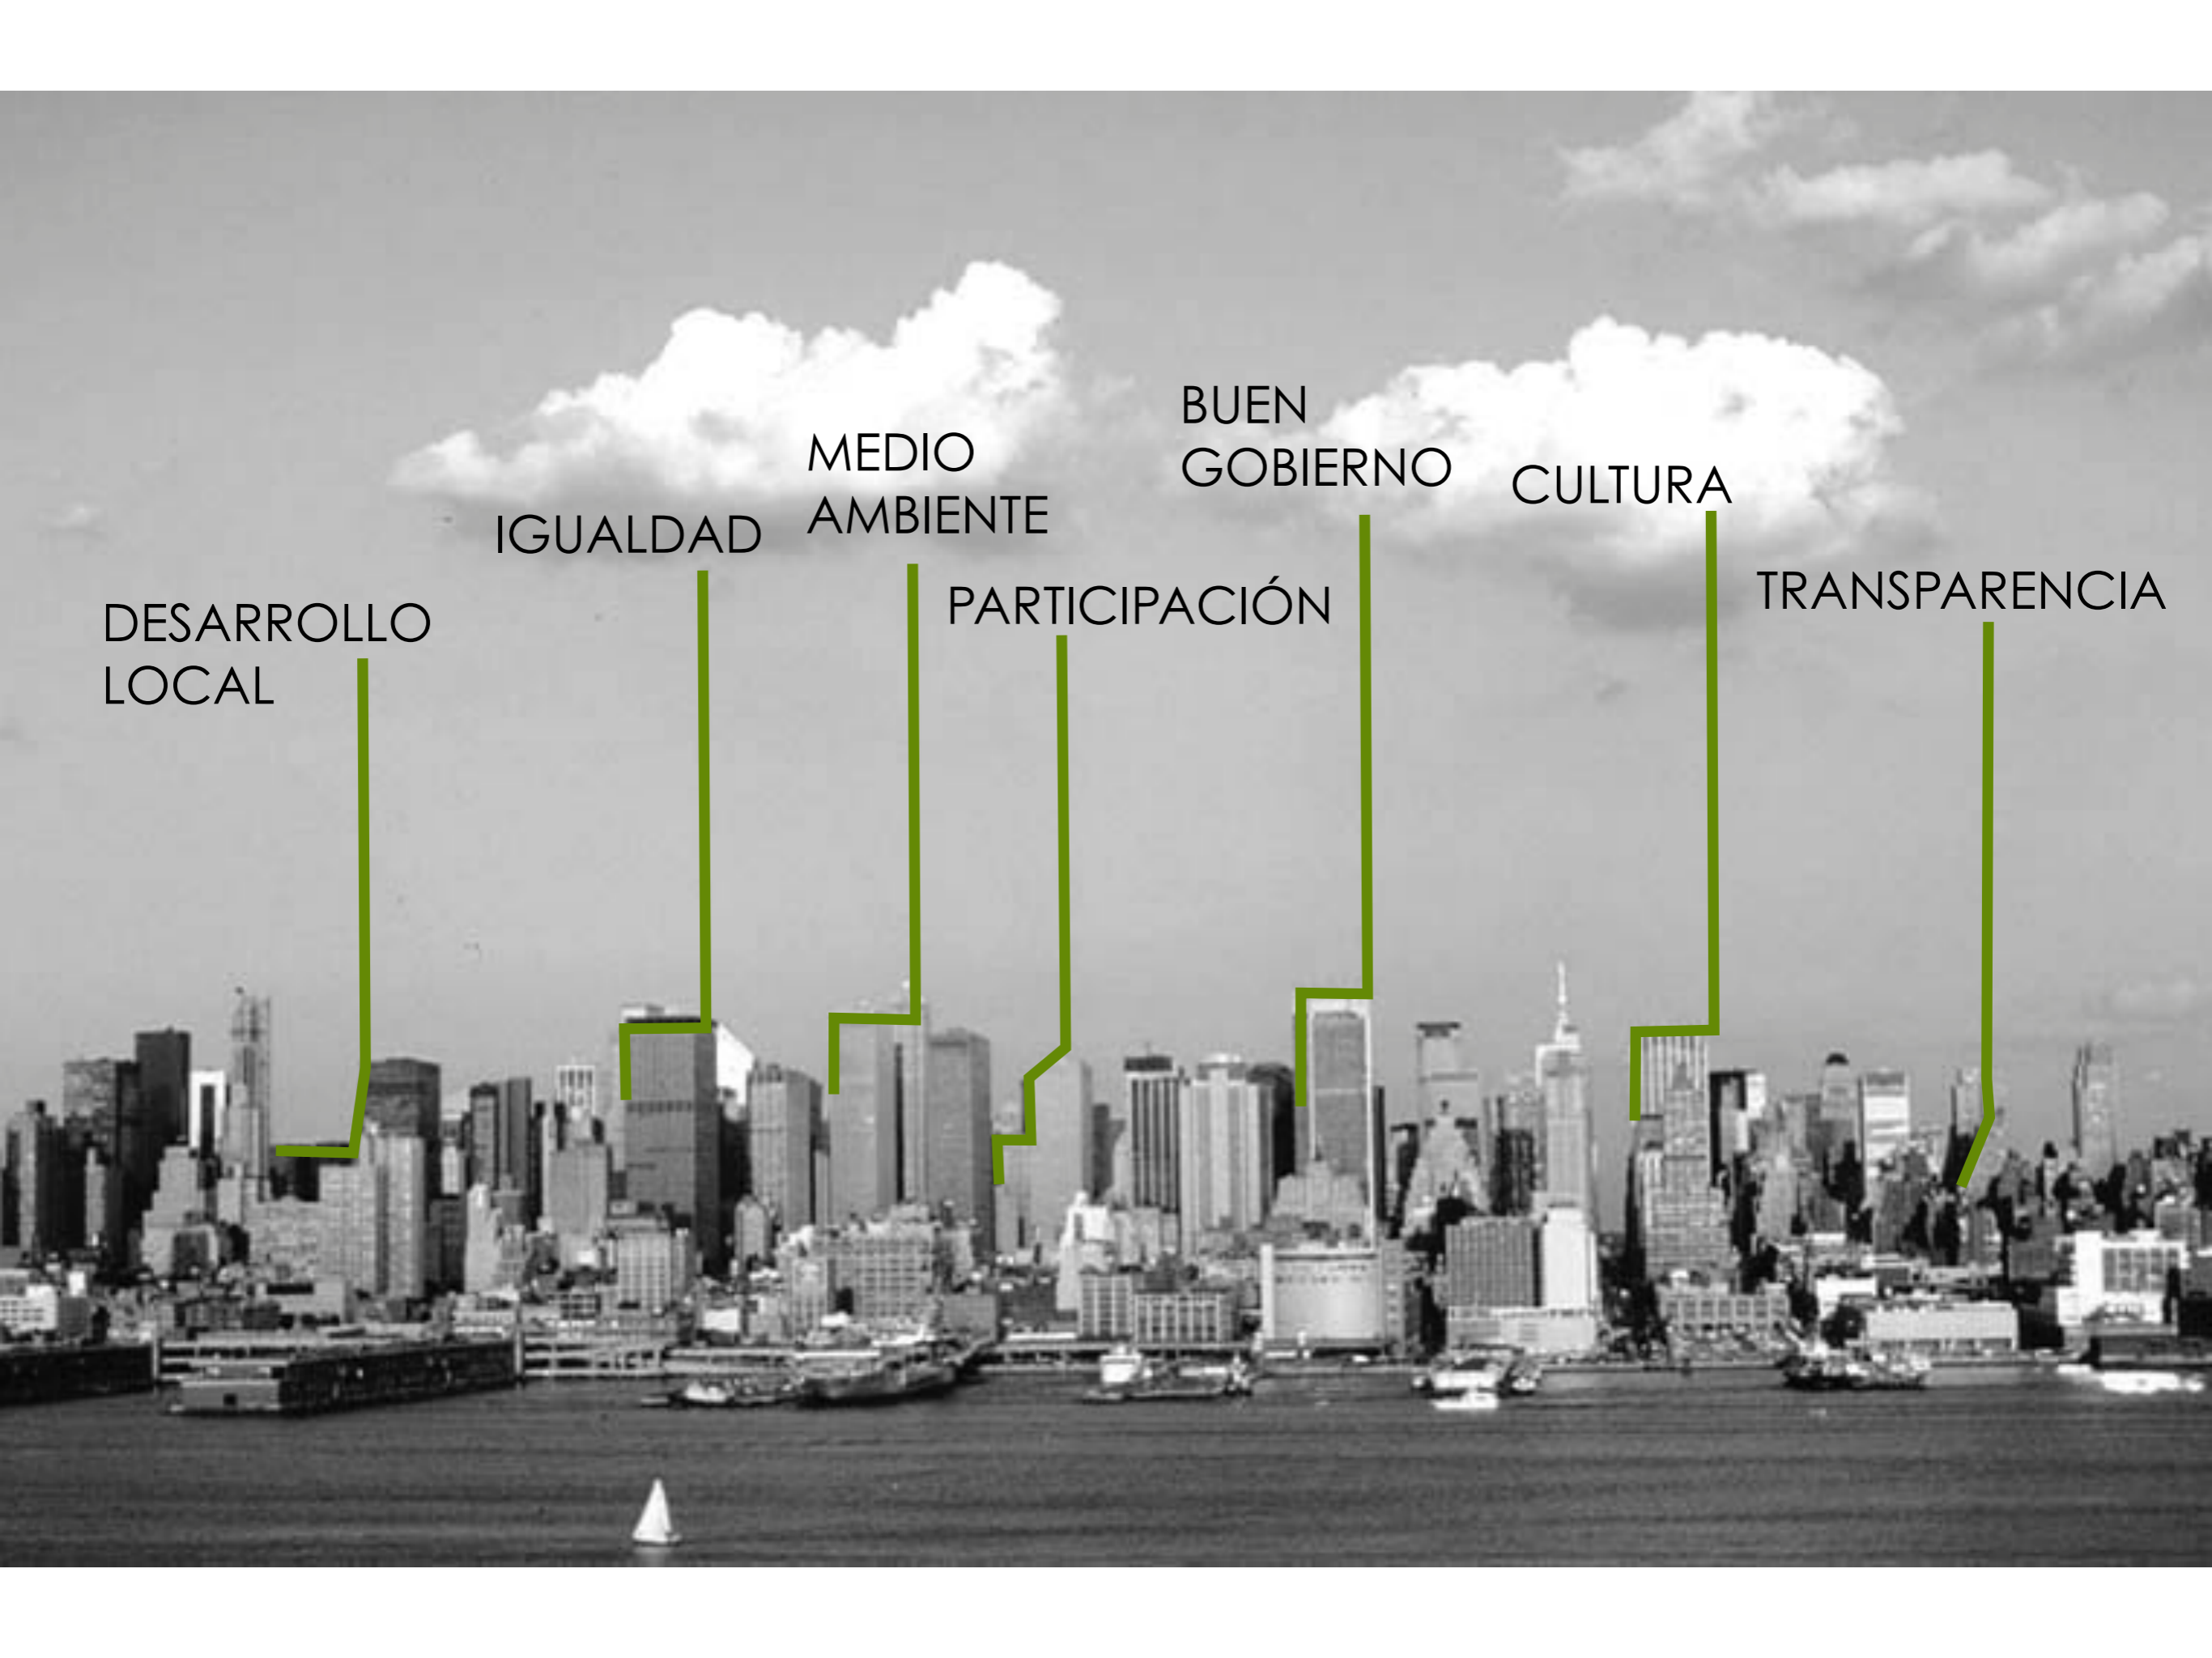 DESARROLLO
LOCAL
IGUALDAD
MEDIO
AMBIENTE
PARTICIPACIÓN
BUEN
GOBIERNO
CULTURA
TRANSPARENCIA